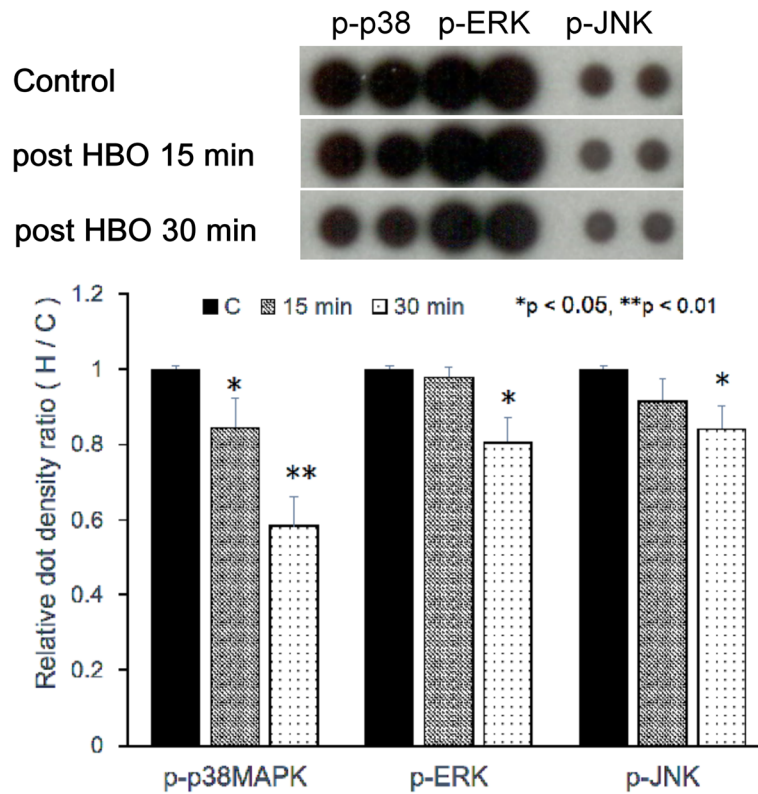 p-p38 p-ERK p-JNK
Control
post HBO 15 min
post HBO 30 min
1.2
1
0.8
0.6
0.4
0.2
0
Relative dot density ratio ( H / C )
C 15 min 30 min
*p < 0.05, **p < 0.01
*
**
*
*
p-p38MAPK p-ERK p-JNK